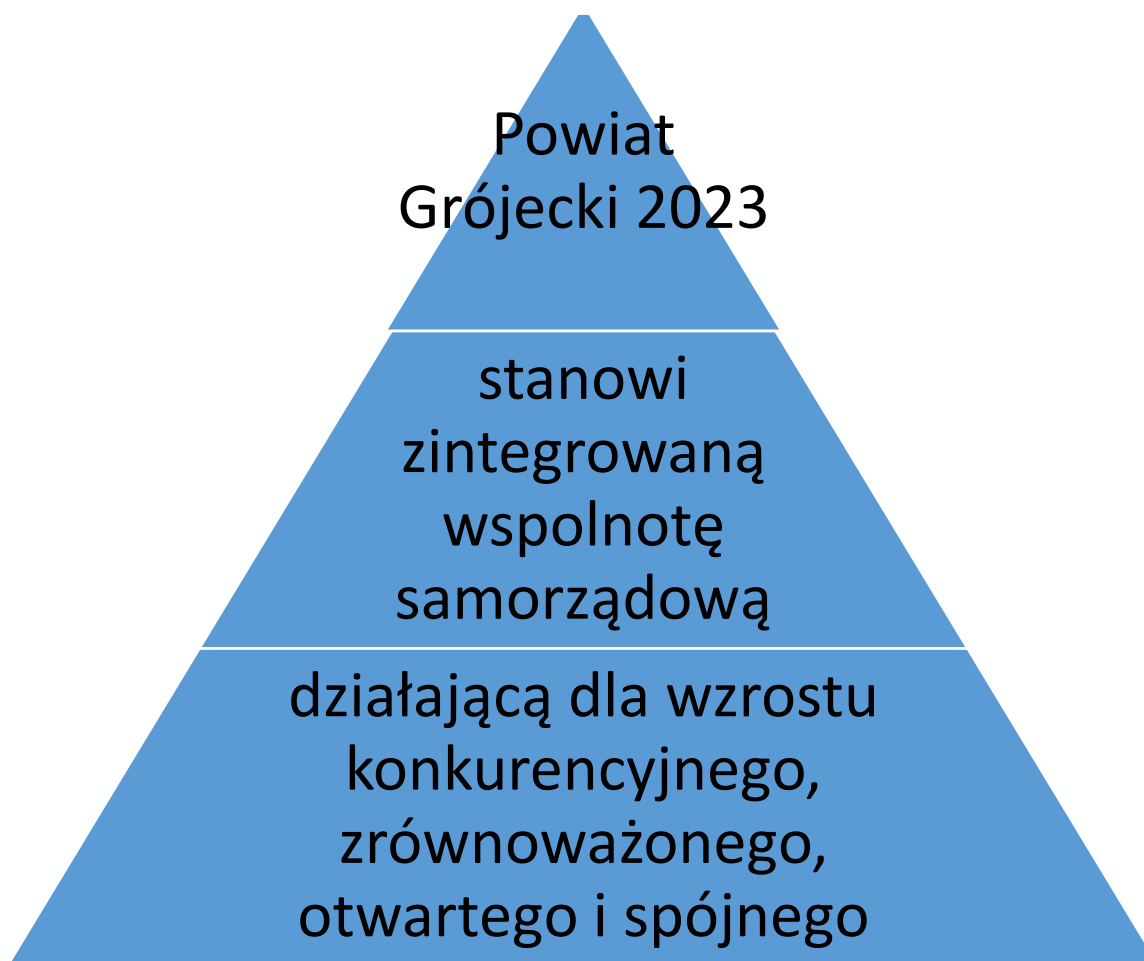 Powiat
Grójecki 2023
stanowi
zintegrowaną
wspolnotę
samorządową
działającą dla wzrostu
konkurencyjnego,
zrównoważonego,
otwartego i spójnego